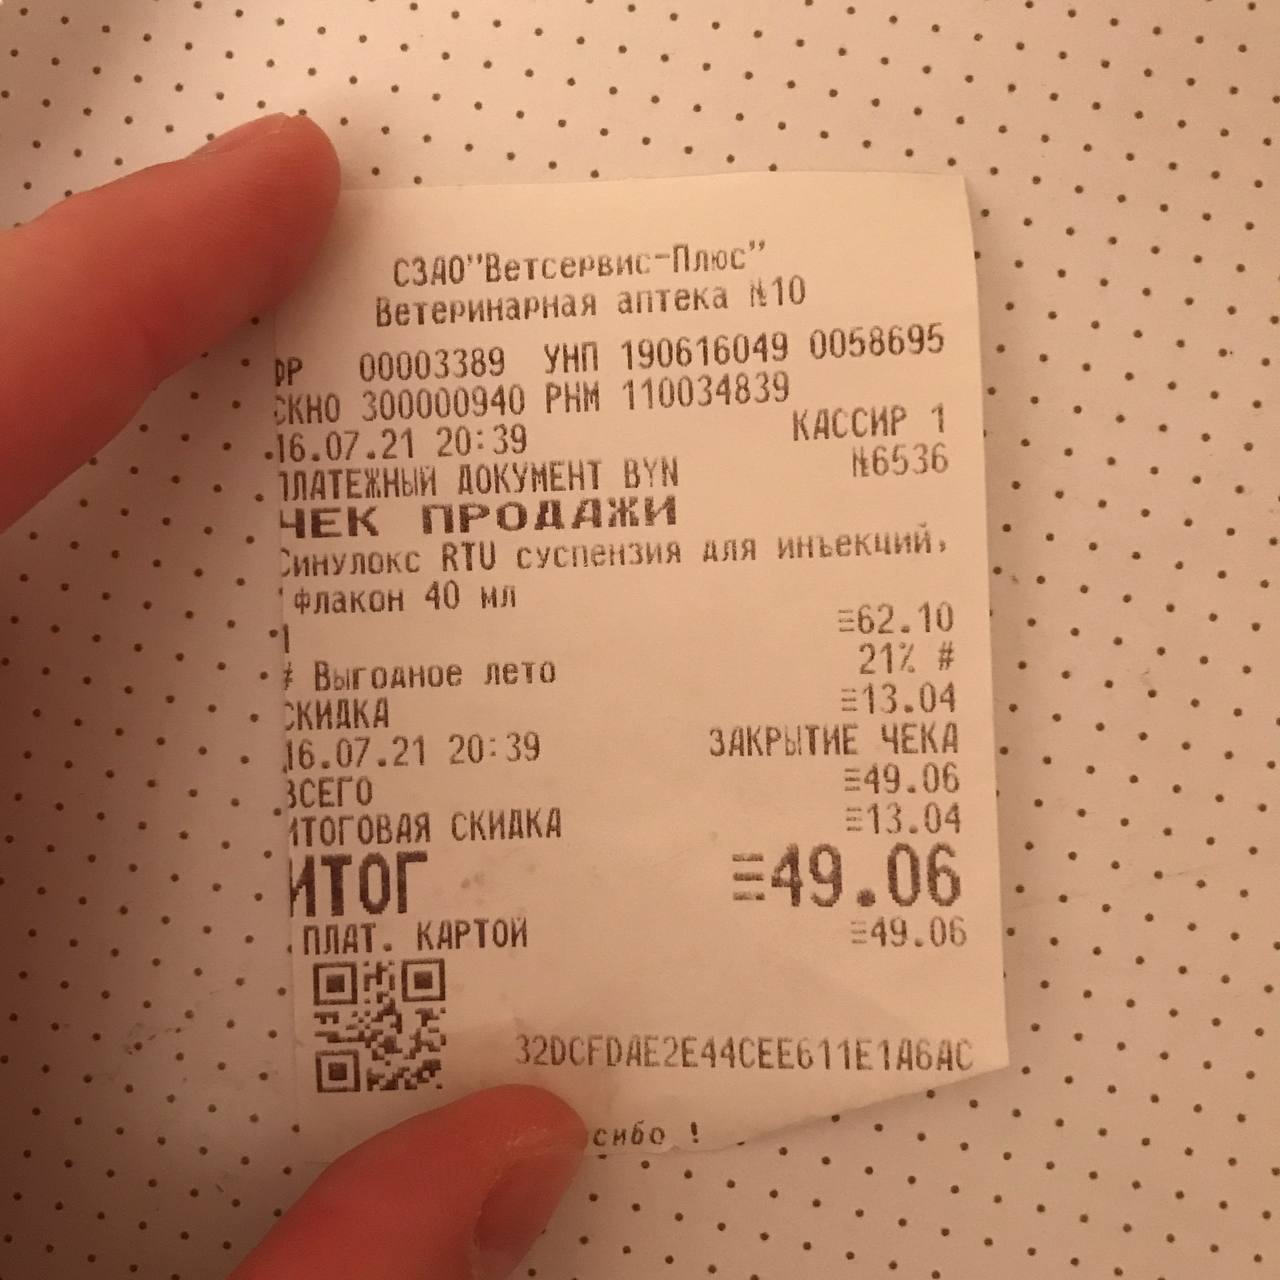 СЗАО"Ветсервис-Плюс"
Ветеринарная аптека №10
ФР 00003389 УНП 190616049 0058695
СКНО 300000940 РНМ 110034839
16.07.21 20:39 КАССИР 1
ПЛАТЕЖНЫЙ ДОКУМЕНТ BYN №6536
ЧЕК ПРОДАЖИ
Синулокс RTU суспензия для инъекций,
флакон 40 мл
1 ≡62.10
# Выгодное лето 21% #
СКИДКА ≡13.04
16.07.21 20:39 ЗАКРЫТИЕ ЧЕКА
ВСЕГО ≡49.06
ИТОГОВАЯ СКИДКА ≡13.04
ИТОГ ≡49.06
ПЛАТ. КАРТОЙ ≡49.06
32DCFDAE2E44CEE611E1A6AC
сибо !